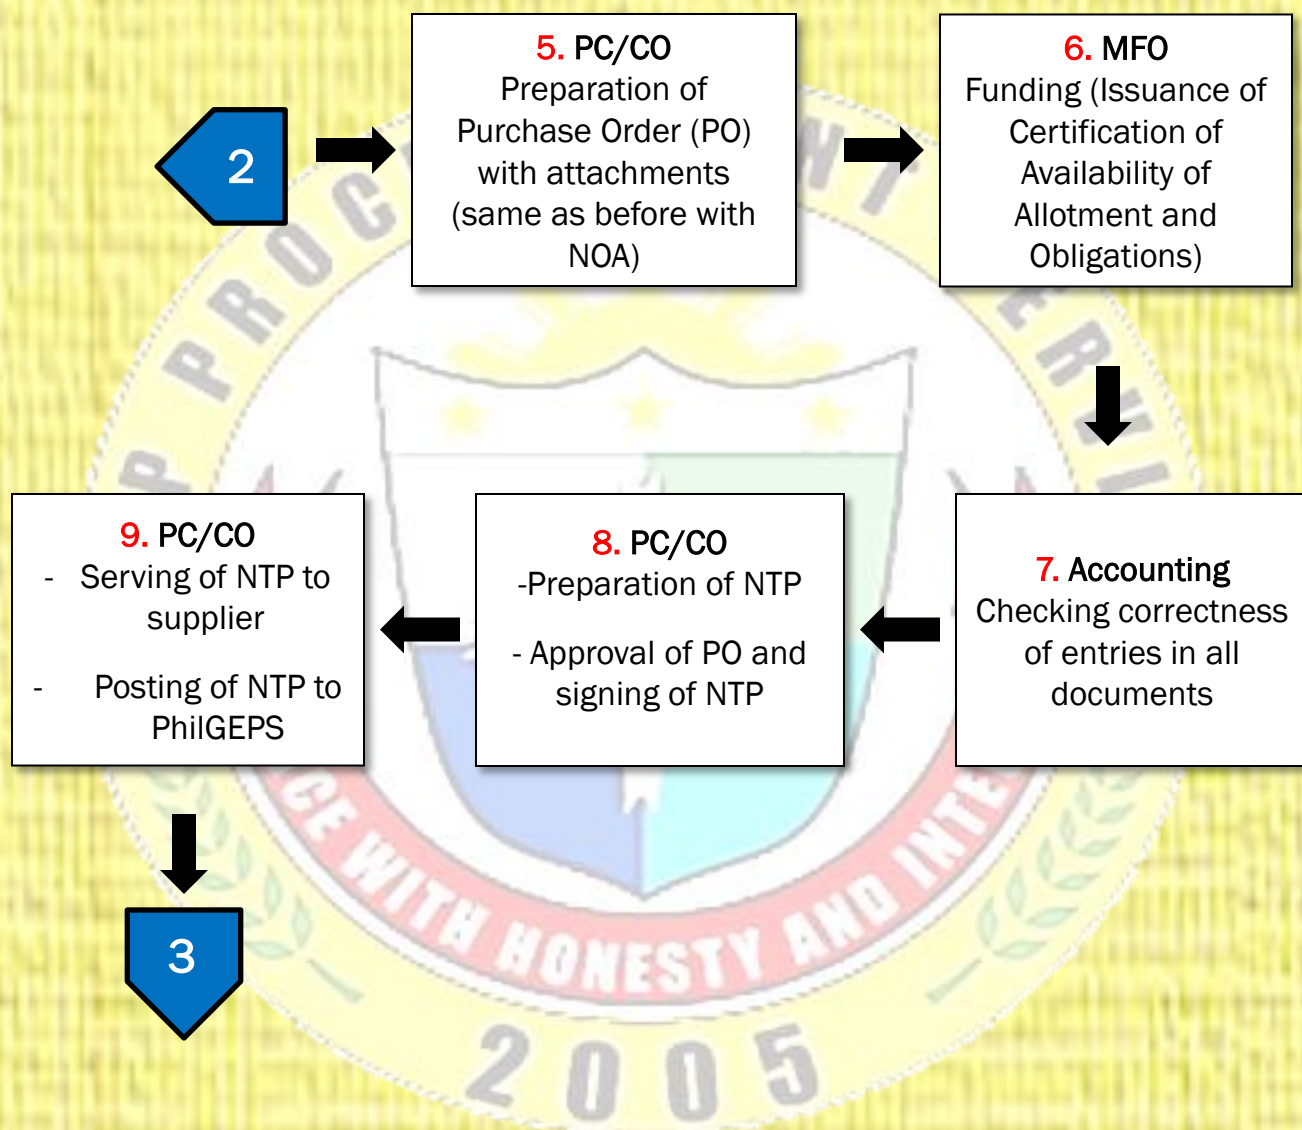 2
5. PC/CO
Preparation of
Purchase Order (PO)
with attachments
(same as before with
NOA)
6. MFO
Funding (Issuance of
Certification of
Availability of
Allotment and
Obligations)
7. Accounting
Checking correctness
of entries in all
documents
8. PC/CO
-Preparation of NTP
- Approval of PO and
signing of NTP
9. PC/CO
- Serving of NTP to
supplier
- Posting of NTP to
PhilGEPS
3
WITH HONESTY AND
2005